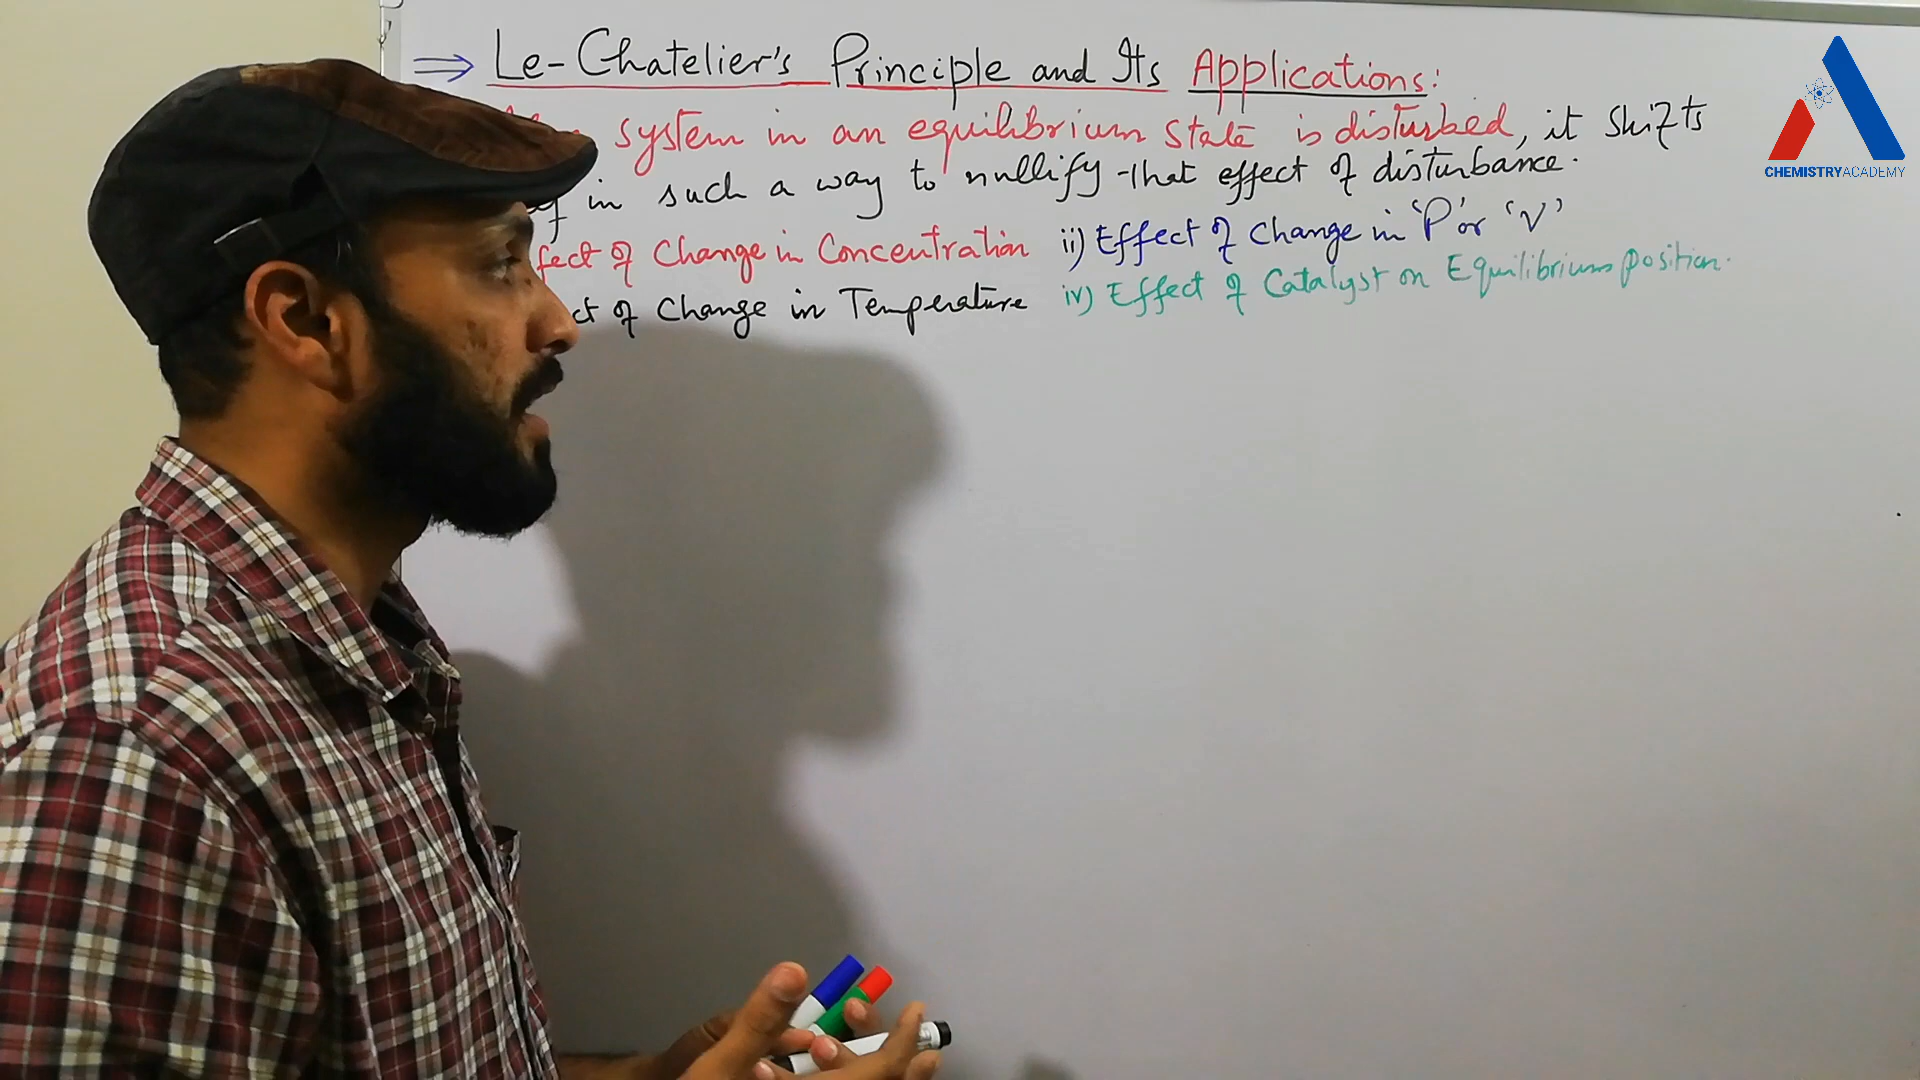 ⇒ Le-Chatelier's Principle and Its Applications:
system in an equilibrium state is disturbed, it shifts
in such a way to nullify that effect of disturbance.
fect of Change in Concentration ii) Effect of Change in 'P' or 'V'
ct of Change in Temperature iv) Effect of Catalyst on Equilibrium position.
CHEMISTRYACADEMY